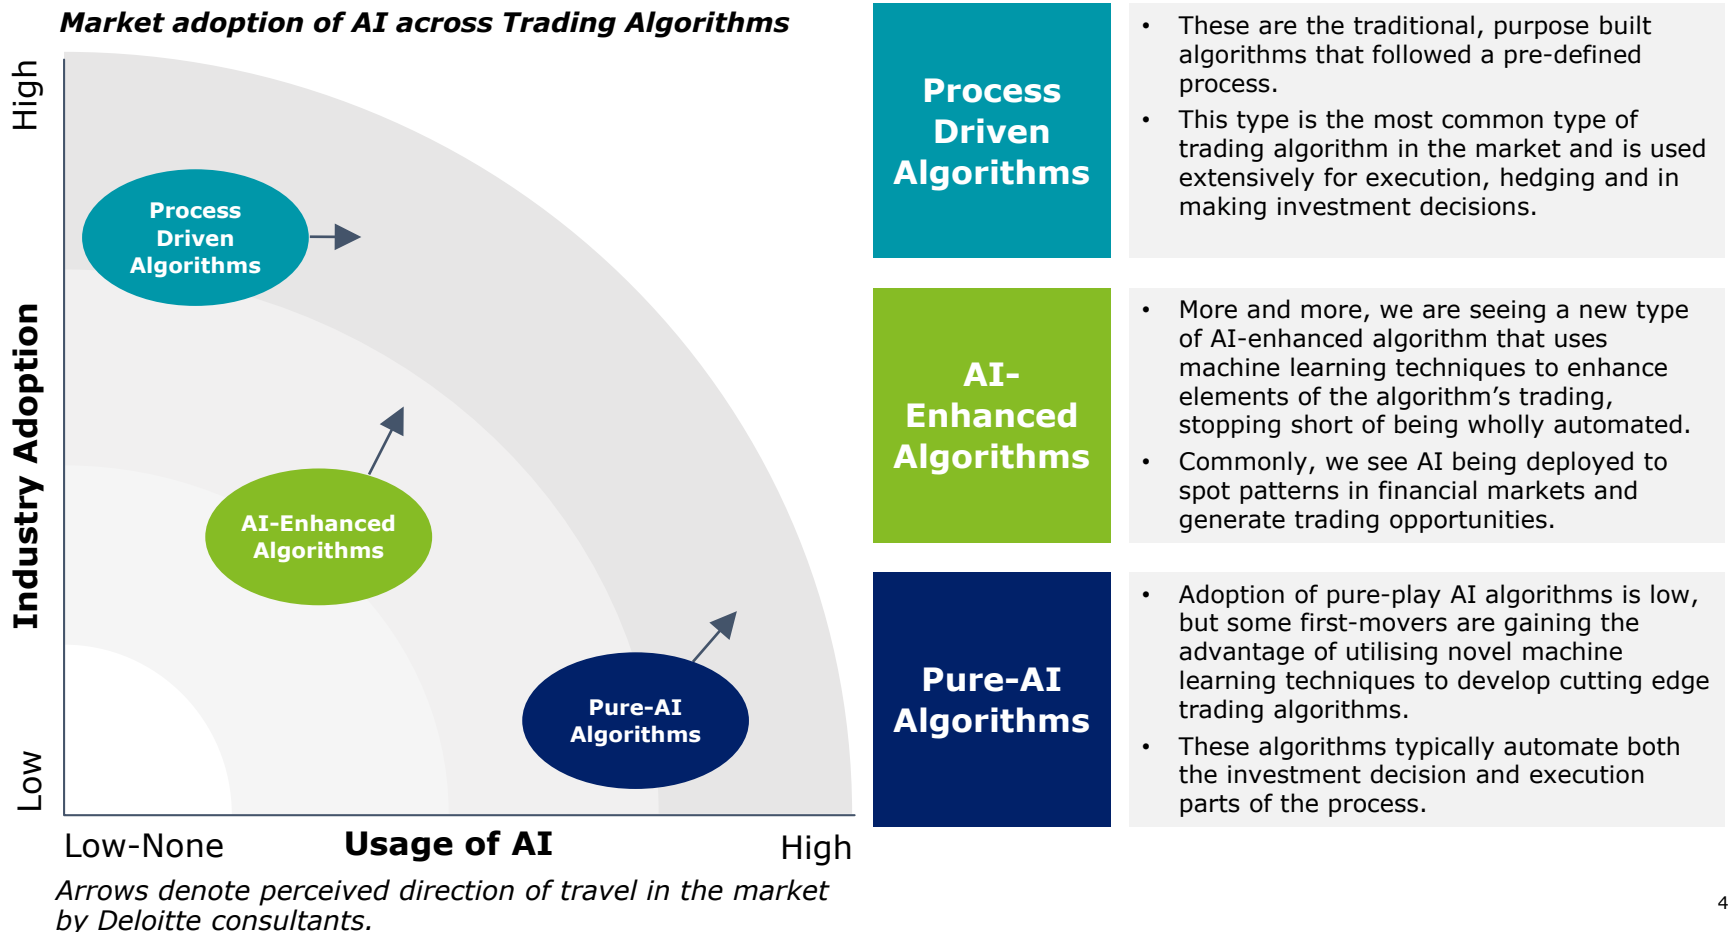 Market adoption of AI across Trading Algorithms
High
Industry Adoption
Low
Process
Driven
Algorithms
AI-Enhanced
Algorithms
Pure-AI
Algorithms
Low-None
Usage of AI
High
Arrows denote perceived direction of travel in the market
by Deloitte consultants.
Process
Driven
Algorithms
• These are the traditional, purpose built
algorithms that followed a pre-defined
process.
• This type is the most common type of
trading algorithm in the market and is used
extensively for execution, hedging and in
making investment decisions.
AI-
Enhanced
Algorithms
• More and more, we are seeing a new type
of AI-enhanced algorithm that uses
machine learning techniques to enhance
elements of the algorithm’s trading,
stopping short of being wholly automated.
• Commonly, we see AI being deployed to
spot patterns in financial markets and
generate trading opportunities.
Pure-AI
Algorithms
• Adoption of pure-play AI algorithms is low,
but some first-movers are gaining the
advantage of utilising novel machine
learning techniques to develop cutting edge
trading algorithms.
• These algorithms typically automate both
the investment decision and execution
parts of the process.
4